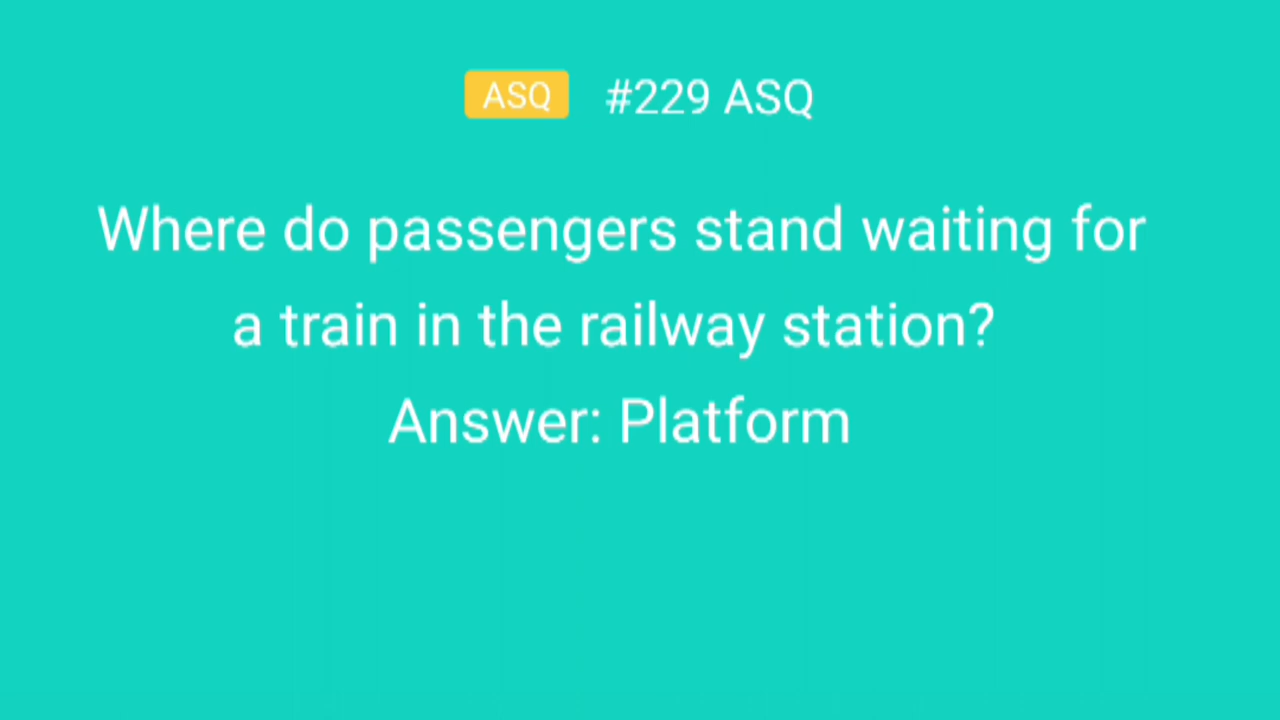 ASQ #229 ASQ
Where do passengers stand waiting for
a train in the railway station?
Answer: Platform